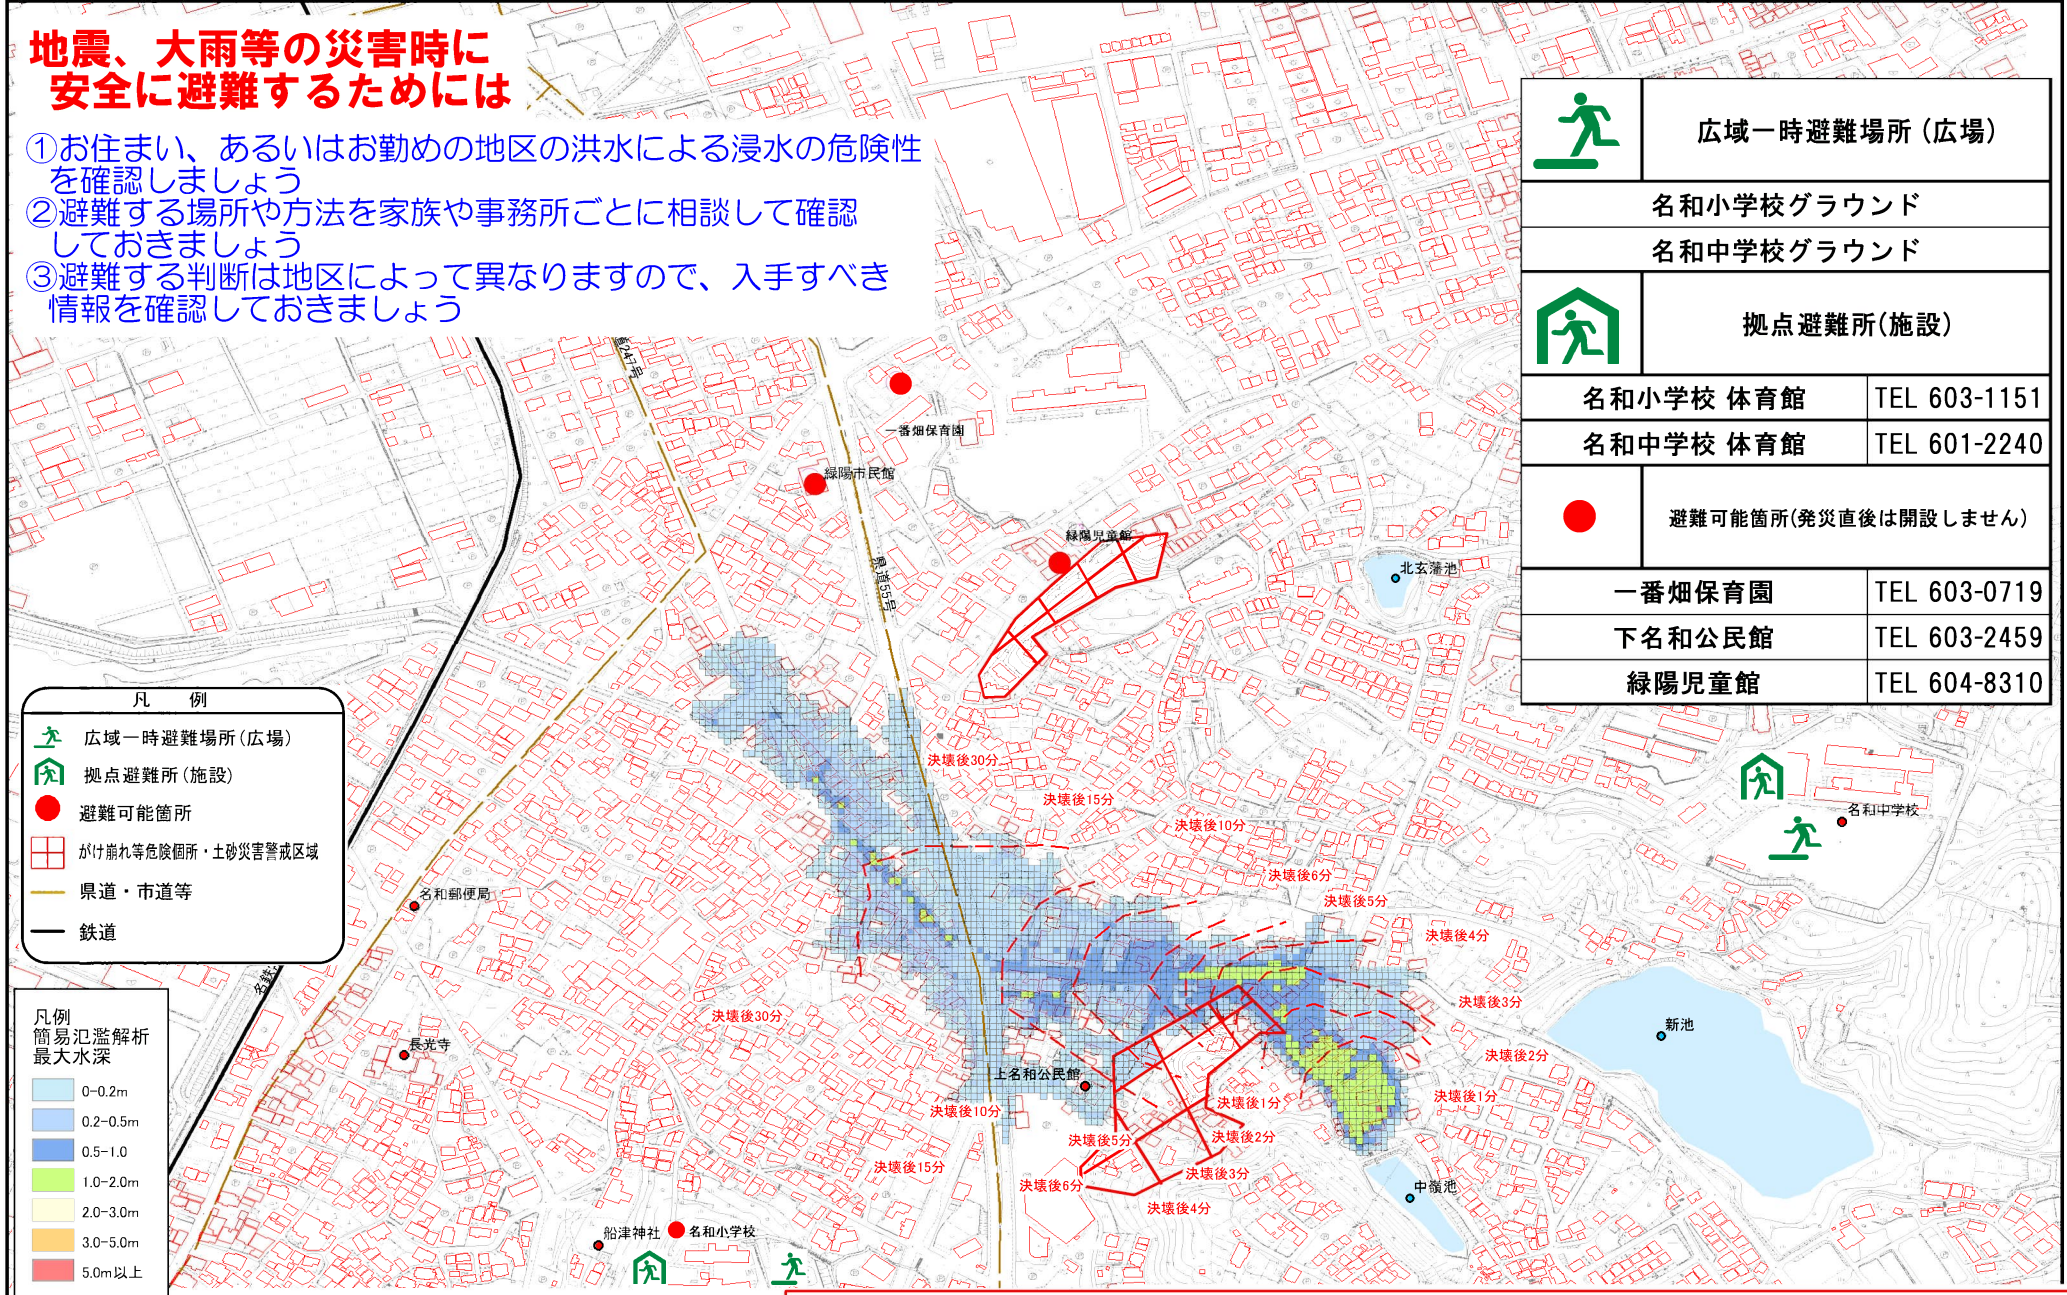 地震、大雨等の災害時に
安全に避難するためには
①お住まい、あるいはお勤めの地区の洪水による浸水の危険性
を確認しましょう
②避難する場所や方法を家族や事務所ごとに相談して確認
しておきましょう
③避難する判断は地区によって異なりますので、入手すべき
情報を確認しておきましょう
広域一時避難場所(広場)
名和小学校グラウンド
名和中学校グラウンド
拠点避難所(施設)
名和小学校 体育館 TEL 603-1151
名和中学校 体育館 TEL 601-2240
避難可能箇所(発災直後は開設しません)
一番畑保育園 TEL 603-0719
下名和公民館 TEL 603-2459
緑陽児童館 TEL 604-8310
道247号
一番畑保育園
緑陽市民館
緑陽児童館
県道55号
北玄蕃池
凡 例
広域一時避難場所(広場)
拠点避難所(施設)
避難可能箇所
がけ崩れ等危険個所・土砂災害警戒区域
県道・市道等
鉄道
決壊後30分
決壊後15分
決壊後10分
決壊後6分
決壊後5分
決壊後4分
決壊後3分
決壊後2分
決壊後1分
名和中学校
名和郵便局
名鉄
長光寺
新池
決壊後30分
上名和公民館
決壊後10分
決壊後1分
決壊後5分
決壊後2分
決壊後15分
決壊後3分
決壊後6分
決壊後4分
中嶺池
船津神社
名和小学校
凡例
簡易氾濫解析
最大水深
0-0.2m
0.2-0.5m
0.5-1.0
1.0-2.0m
2.0-3.0m
3.0-5.0m
5.0m以上